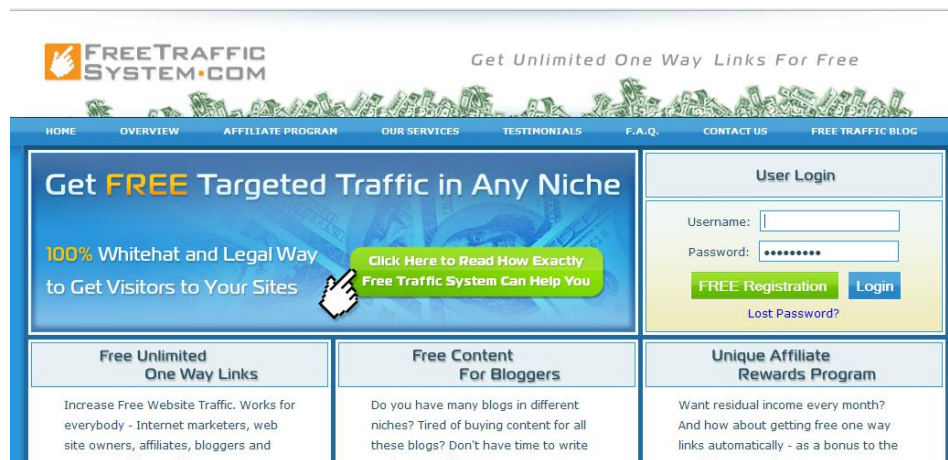 FREETRAFFIC
SYSTEM•COM
Get Unlimited One Way Links For Free
HOME OVERVIEW AFFILIATE PROGRAM OUR SERVICES TESTIMONIALS F.A.Q. CONTACT US FREE TRAFFIC BLOG
Get FREE Targeted Traffic in Any Niche
100% Whitehat and Legal Way
to Get Visitors to Your Sites
Click Here to Read How Exactly
Free Traffic System Can Help You
User Login
Username:
Password: •••••••••
FREE Registration Login
Lost Password?
Free Unlimited
One Way Links
Increase Free Website Traffic. Works for
everybody - Internet marketers, web
site owners, affiliates, bloggers and
Free Content
For Bloggers
Do you have many blogs in different
niches? Tired of buying content for all
these blogs? Don't have time to write
Unique Affiliate
Rewards Program
Want residual income every month?
And how about getting free one way
links automatically - as a bonus to the